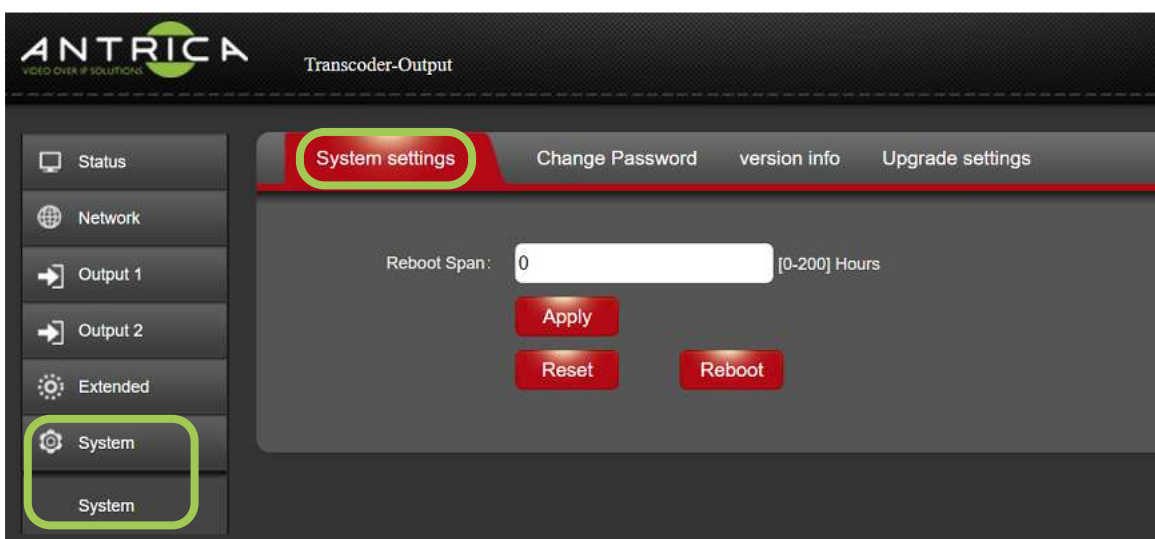 ANTRICA
VIDEO OVER IP SOLUTIONS
Transcoder-Output
Status
Network
Output 1
Output 2
Extended
System
System
System settings Change Password version info Upgrade settings
Reboot Span: 0 [0-200] Hours
Apply
Reset Reboot